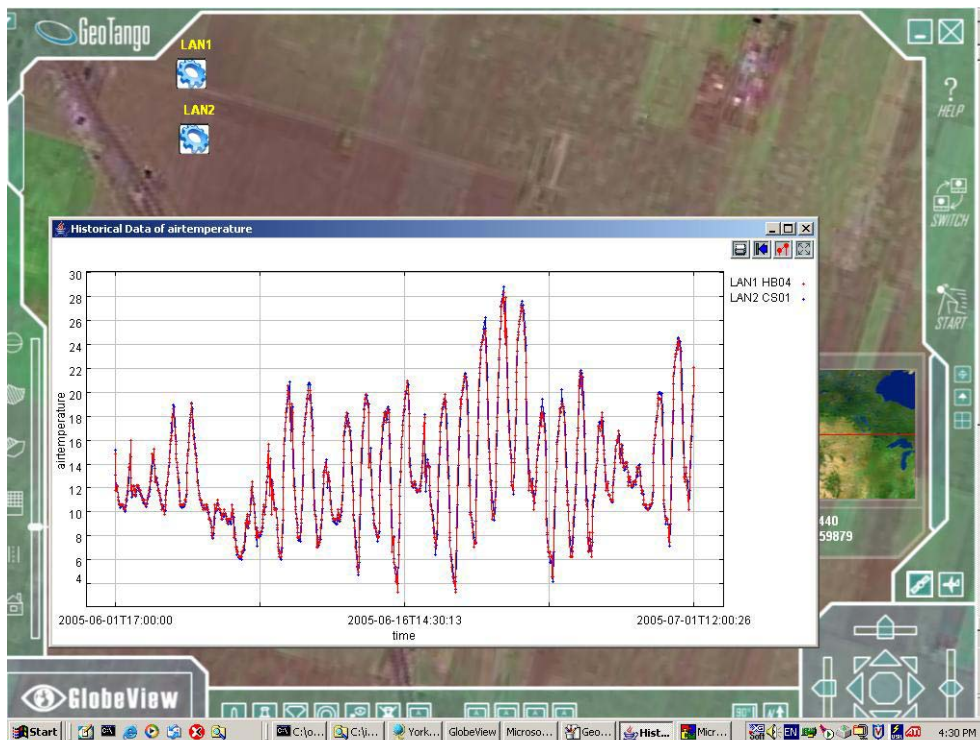 GeoTango
LAN1
LAN2
HELP
SWITCH
START
Historical Data of airtemperature
LAN1 HB04
LAN2 CS01
airtemperature
30
28
26
24
22
20
18
16
14
12
10
8
6
4
2005-06-01T17:00:00
2005-06-16T14:30:13
2005-07-01T12:00:26
time
440
59879
GlobeView
90°
Start
C:\o...
C:\i...
York...
GlobeView
Microso...
Geo...
Hist...
Micr...
EN
4:30 PM